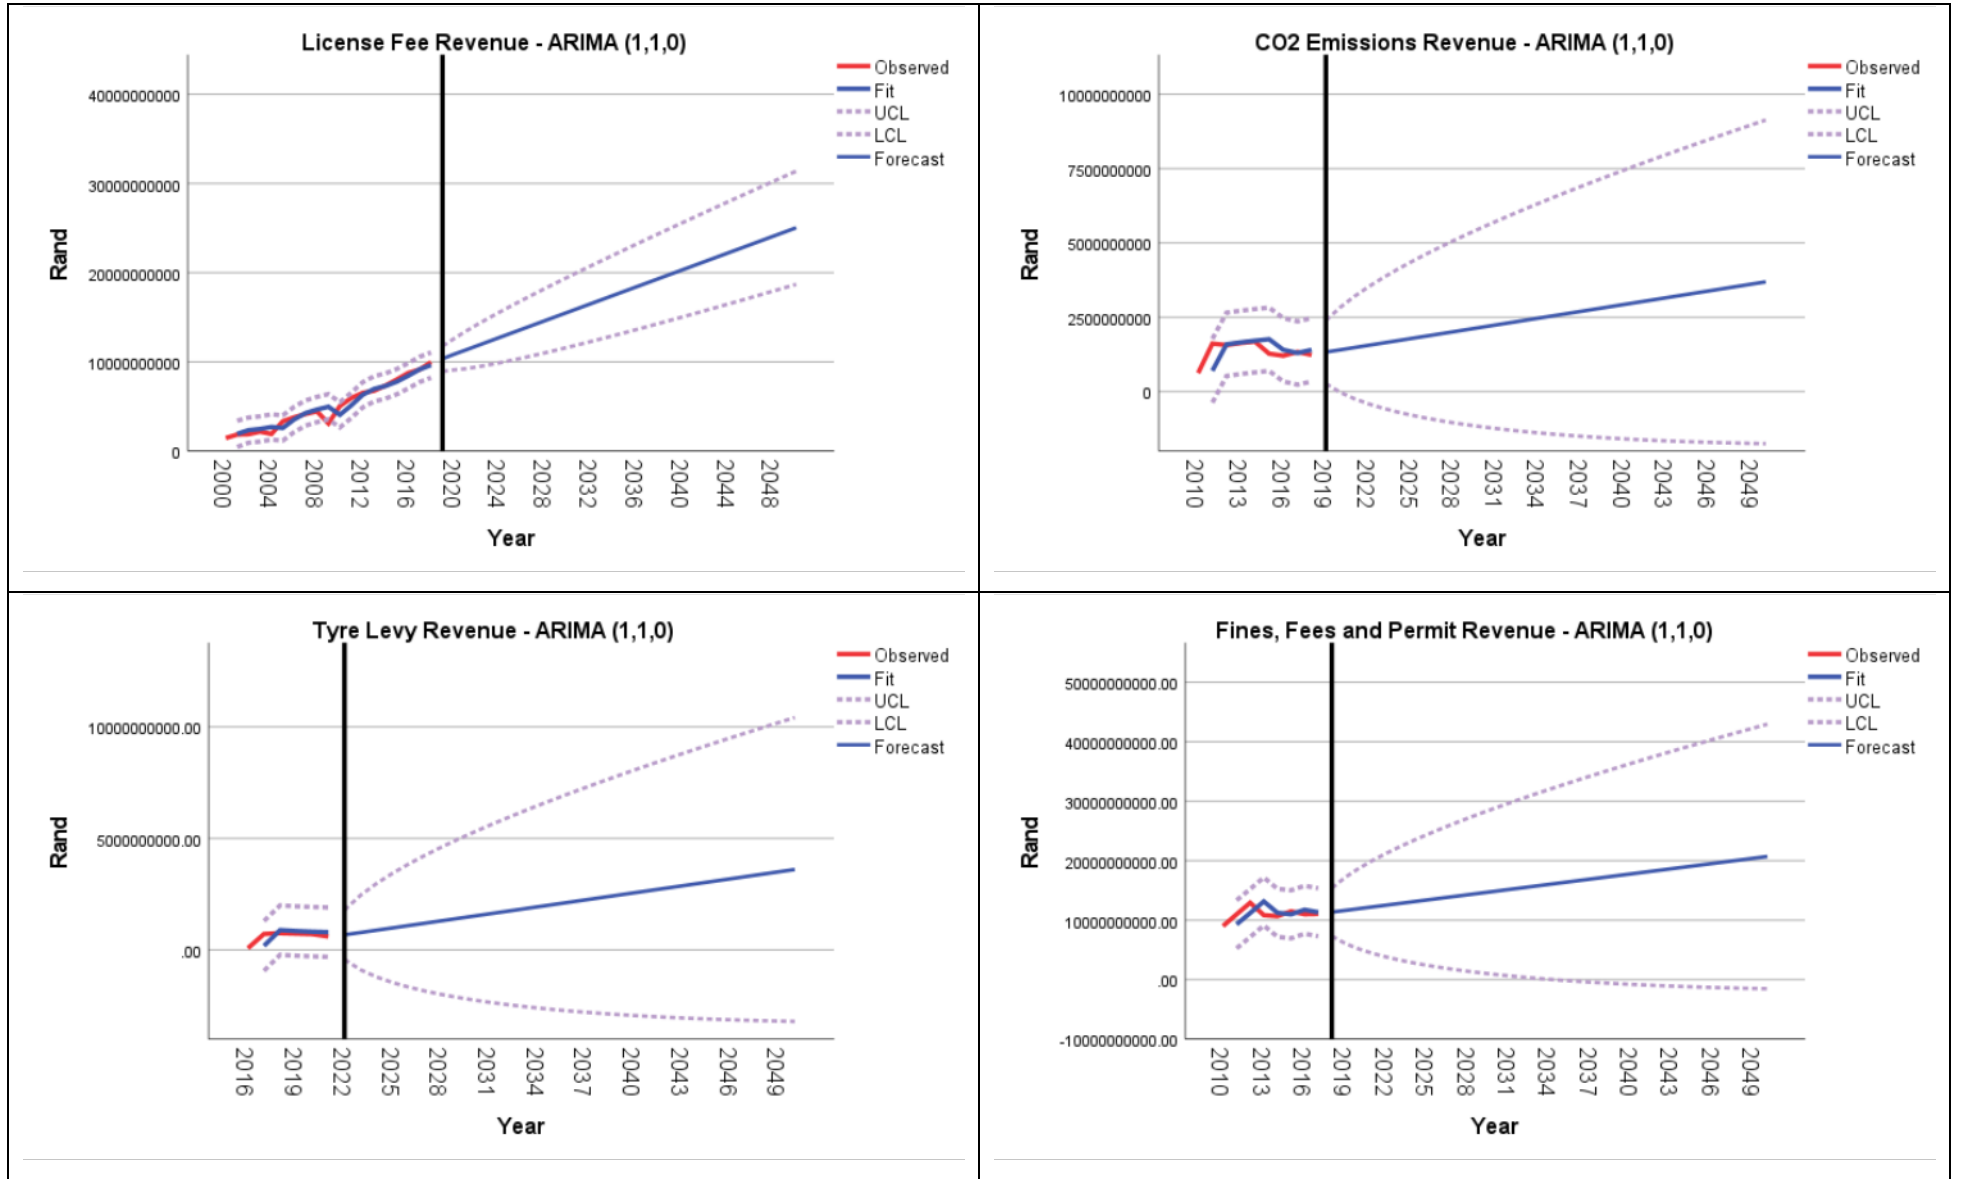 License Fee Revenue - ARIMA (1,1,0)
Observed
Fit
UCL
LCL
Forecast
40000000000
30000000000
20000000000
10000000000
0
Rand
2000 2004 2008 2012 2016 2020 2024 2028 2032 2036 2040 2044 2048
Year
CO2 Emissions Revenue - ARIMA (1,1,0)
Observed
Fit
UCL
LCL
Forecast
10000000000
7500000000
5000000000
2500000000
0
Rand
2010 2013 2016 2019 2022 2025 2028 2031 2034 2037 2040 2043 2046 2049
Year
Tyre Levy Revenue - ARIMA (1,1,0)
Observed
Fit
UCL
LCL
Forecast
10000000000.00
5000000000.00
.00
Rand
2016 2019 2022 2025 2028 2031 2034 2037 2040 2043 2046 2049
Year
Fines, Fees and Permit Revenue - ARIMA (1,1,0)
Observed
Fit
UCL
LCL
Forecast
50000000000.00
40000000000.00
30000000000.00
20000000000.00
10000000000.00
.00
-10000000000.00
Rand
2010 2013 2016 2019 2022 2025 2028 2031 2034 2037 2040 2043 2046 2049
Year